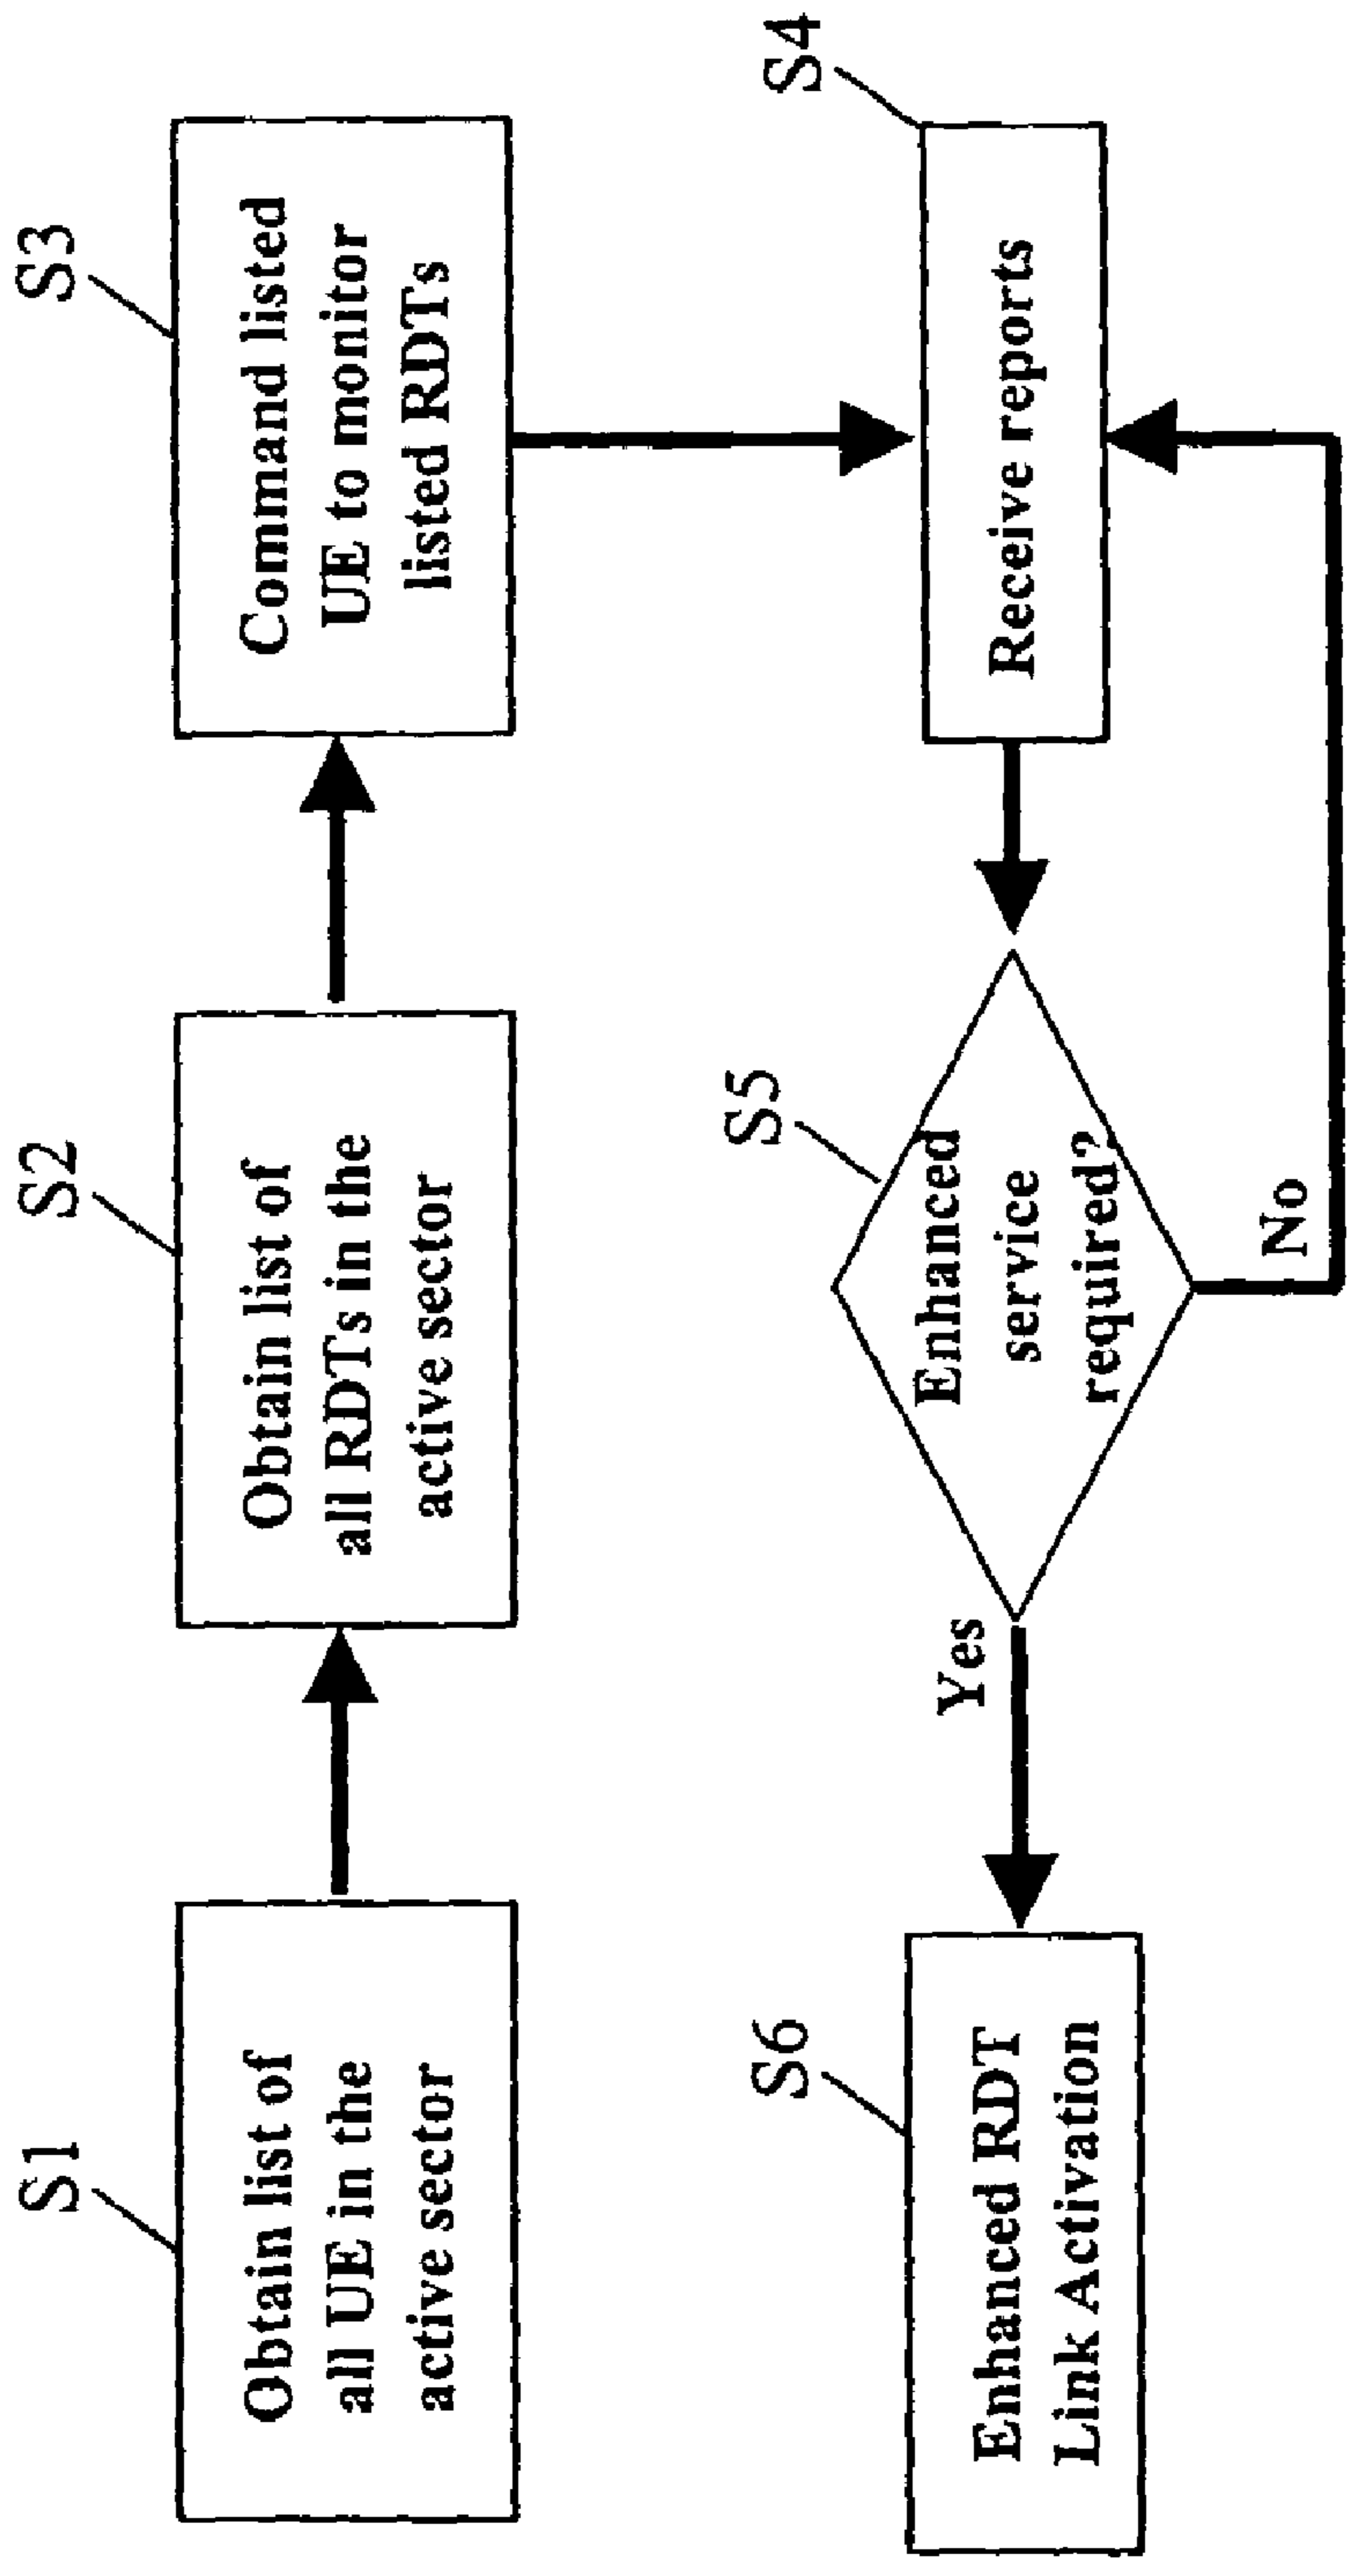 S1
Obtain list of
all UE in the
active sector
S2
Obtain list of
all RDTs in the
active sector
S3
Command listed
UE to monitor
listed RDTs
S4
Receive reports
S5
Enhanced
service
required?
No
Yes
S6
Enhanced RDT
Link Activation